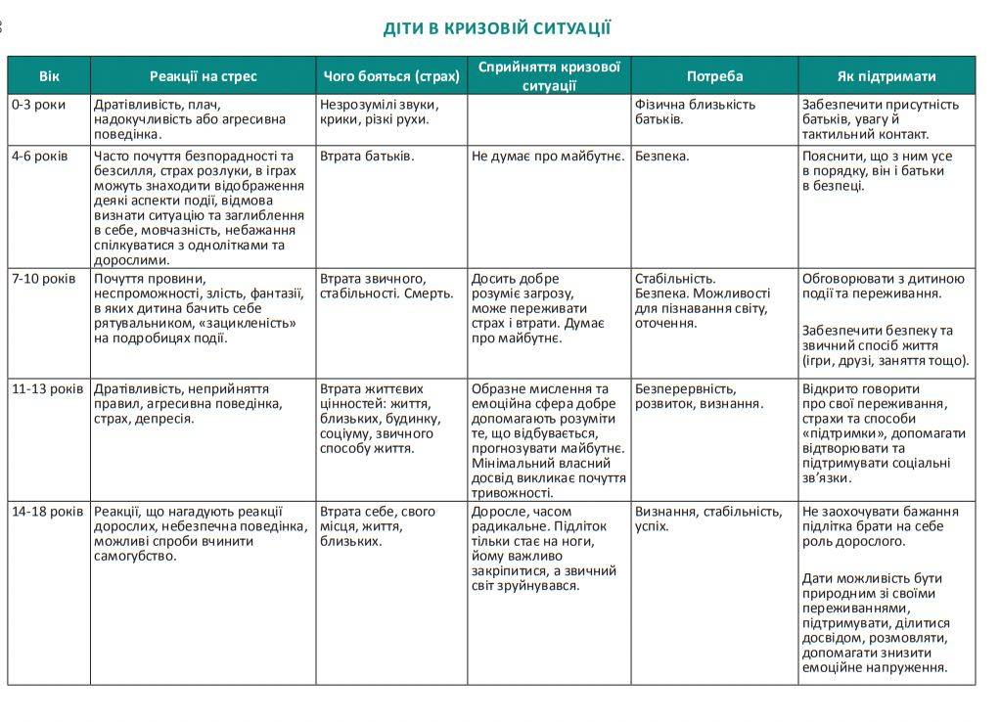 ДІТИ В КРИЗОВІЙ СИТУАЦІЇ
Вік
Реакції на стрес
Чого бояться (страх)
Сприйняття кризової
ситуації
Потреба
Як підтримати
0-3 роки
Дратівливість, плач,
надокучливість або агресивна
поведінка.
Незрозумілі звуки,
крики, різкі рухи.
Фізична близькість
батьків.
Забезпечити присутність
батьків, увагу й
тактильний контакт.
4-6 років
Часто почуття безпорадності та
безсилля, страх розлуки, в іграх
можуть знаходити відображення
деякі аспекти події, відмова
визнати ситуацію та заглиблення
в себе, мовчазність, небажання
спілкуватися з однолітками та
дорослими.
Втрата батьків.
Не думає про майбутнє.
Безпека.
Пояснити, що з ним усе
в порядку, він і батьки
в безпеці.
7-10 років
Почуття провини,
неспроможності, злість, фантазії,
в яких дитина бачить себе
рятувальником, «зацикленість»
на подробицях події.
Втрата звичного,
стабільності. Смерть.
Досить добре
розуміє загрозу,
може переживати
страх і втрати. Думає
про майбутнє.
Стабільність.
Безпека. Можливості
для пізнавання світу,
оточення.
Обговорювати з дитиною
події та переживання.
Забезпечити безпеку та
звичний спосіб життя
(ігри, друзі, заняття тощо).
11-13 років
Дратівливість, неприйняття
правил, агресивна поведінка,
страх, депресія.
Втрата життєвих
цінностей: життя,
близьких, будинку,
соціуму, звичного
способу життя.
Образне мислення та
емоційна сфера добре
допомагають розуміти
те, що відбувається,
прогнозувати майбутнє.
Мінімальний власний
досвід викликає почуття
тривожності.
Безперервність,
розвиток, визнання.
Відкрито говорити
про свої переживання,
страхи та способи
«підтримки», допомагати
відтворювати та
підтримувати соціальні
зв’язки.
14-18 років
Реакції, що нагадують реакції
дорослих, небезпечна поведінка,
можливі спроби вчинити
самогубство.
Втрата себе, свого
місця, життя,
близьких.
Доросле, часом
радикальне. Підліток
тільки стає на ноги,
йому важливо
закріпитися, а звичний
світ зруйнувався.
Визнання, стабільність,
успіх.
Не заохочувати бажання
підлітка брати на себе
роль дорослого.
Дати можливість бути
природним зі своїми
переживаннями,
підтримувати, ділитися
досвідом, розмовляти,
допомагати знизити
емоційне напруження.